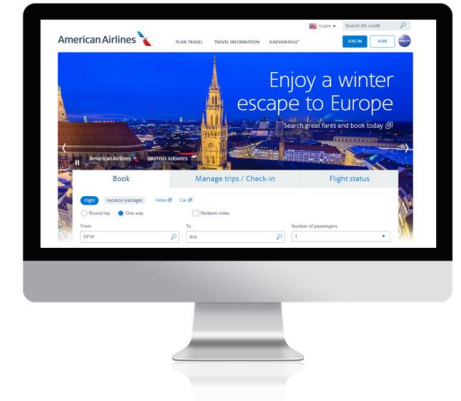 English
Search AA.com®
American Airlines
PLAN TRAVEL TRAVEL INFORMATION AADVANTAGE®
LOG IN JOIN
Enjoy a winter
escape to Europe
Search great fares and book today
American Airlines BRITISH AIRWAYS
Book Manage trips / Check-in Flight status
Flight Vacation packages Hotel Car
Round trip One way Redeem miles
From To Number of passengers
DFW 1